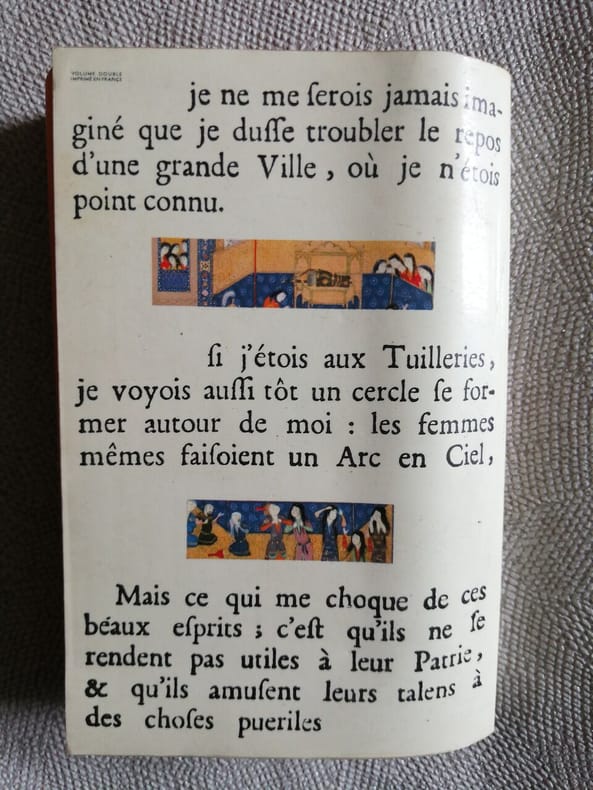 VOLUME DOUBLE
IMPRIMÉ EN FRANCE
je ne me ſerois jamais ima-
giné que je duſſe troubler le repos
d'une grande Ville, où je n'étois
point connu.
ſi j'étois aux Tuilleries,
je voyois auſſi tôt un cercle ſe for-
mer autour de moi : les femmes
mêmes faiſoient un Arc en Ciel,
Mais ce qui me choque de ces
béaux eſprits ; c'eſt qu'ils ne ſe
rendent pas utiles à leur Patrie,
& qu'ils amuſent leurs talens à
des choſes pueriles